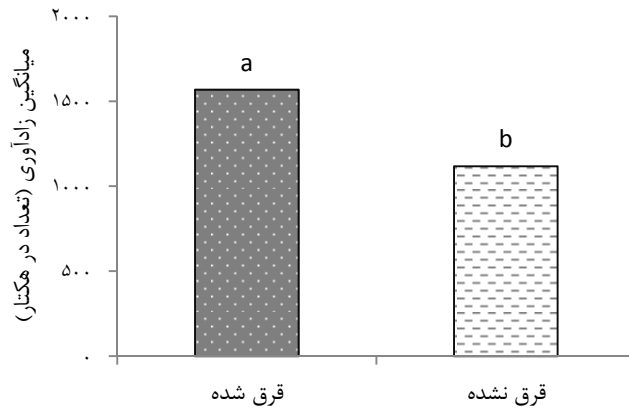 میانگین زادآوری (تعداد در هکتار)
۲۰۰۰
۱۵۰۰
۱۰۰۰
۵۰۰
۰
a
b
قرق شده
قرق نشده